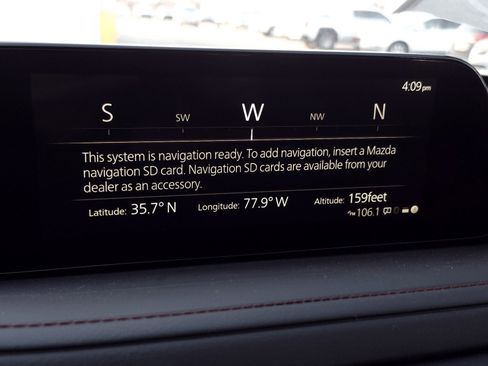 4:09pm
S SW W NW N
This system is navigation ready. To add navigation, insert a Mazda
navigation SD card. Navigation SD cards are available from your
dealer as an accessory.
Latitude: 35.7° N Longitude: 77.9° W Altitude: 159feet
FM 106.1